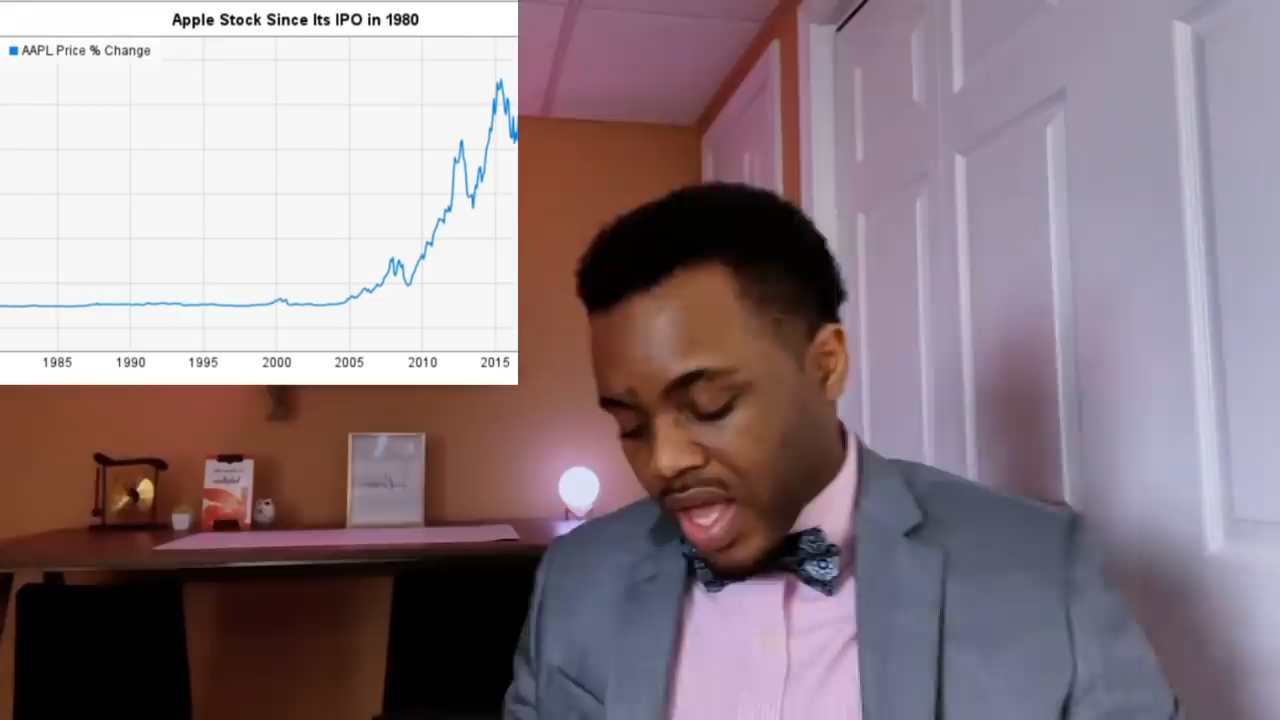 Apple Stock Since Its IPO in 1980
AAPL Price % Change
1985 1990 1995 2000 2005 2010 2015